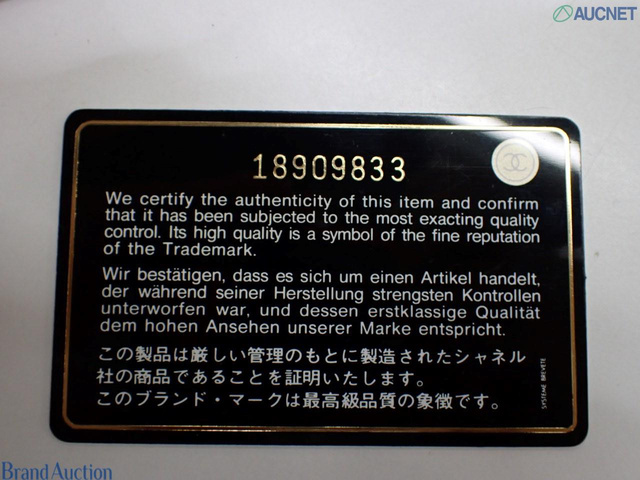 AUCNET
18909833
We certify the authenticity of this item and confirm
that it has been subjected to the most exacting quality
control. Its high quality is a symbol of the fine reputation
of the Trademark.
Wir bestätigen, dass es sich um einen Artikel handelt,
der während seiner Herstellung strengsten Kontrollen
unterworfen war, und dessen erstklassige Qualität
dem hohen Ansehen unserer Marke entspricht.
この製品は厳しい管理のもとに製造されたシャネル
社の商品であることを証明いたします。
このブランド・マークは最高級品質の象徴です。
SYSTEME BREVETE
Brand Auction